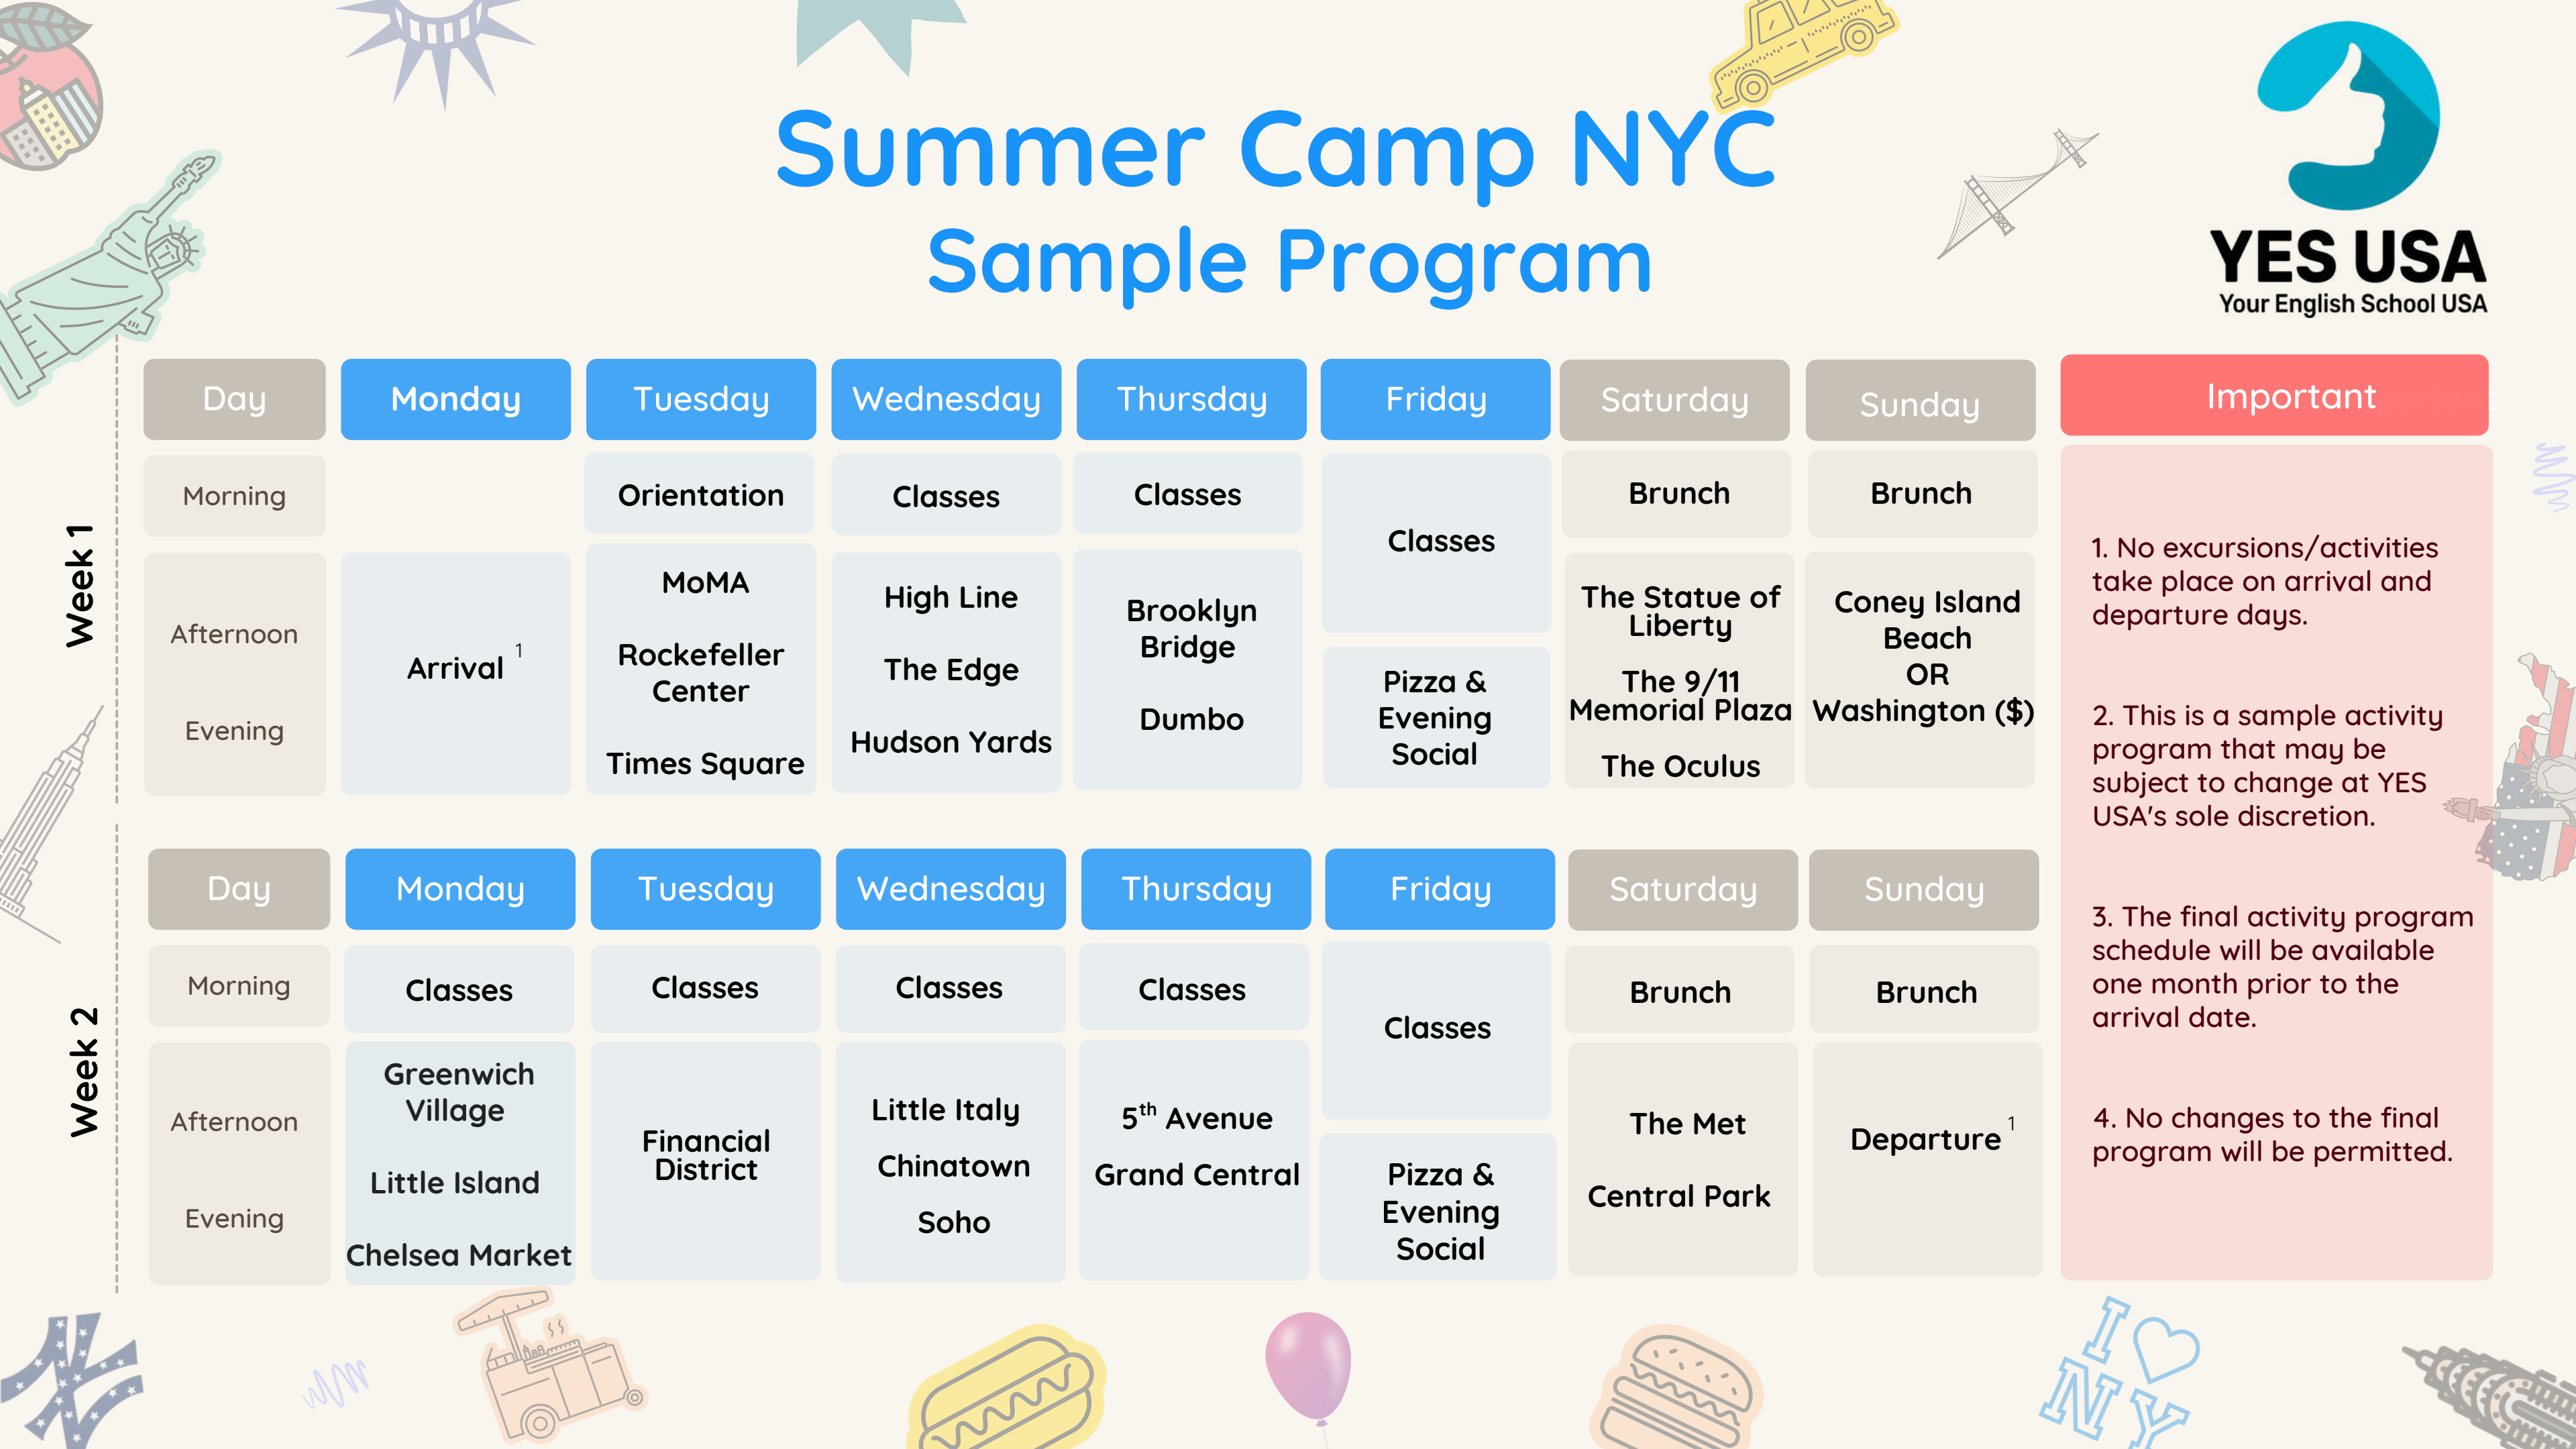 Summer Camp NYC
Sample Program
YES USA
Your English School USA
Week 1
Day
Monday
Tuesday
Wednesday
Thursday
Friday
Saturday
Sunday
Morning
Orientation
Classes
Classes
Classes
Brunch
Brunch
Afternoon
Evening
Arrival 1
MoMA
Rockefeller
Center
Times Square
High Line
The Edge
Hudson Yards
Brooklyn
Bridge
Dumbo
Pizza &
Evening
Social
The Statue of
Liberty
The 9/11
Memorial Plaza
The Oculus
Coney Island
Beach
OR
Washington ($)
Week 2
Day
Monday
Tuesday
Wednesday
Thursday
Friday
Saturday
Sunday
Morning
Classes
Classes
Classes
Classes
Classes
Brunch
Brunch
Afternoon
Evening
Greenwich
Village
Little Island
Chelsea Market
Financial
District
Little Italy
Chinatown
Soho
5th Avenue
Grand Central
Pizza &
Evening
Social
The Met
Central Park
Departure 1
Important
1. No excursions/activities
take place on arrival and
departure days.
2. This is a sample activity
program that may be
subject to change at YES
USA's sole discretion.
3. The final activity program
schedule will be available
one month prior to the
arrival date.
4. No changes to the final
program will be permitted.
I
NY